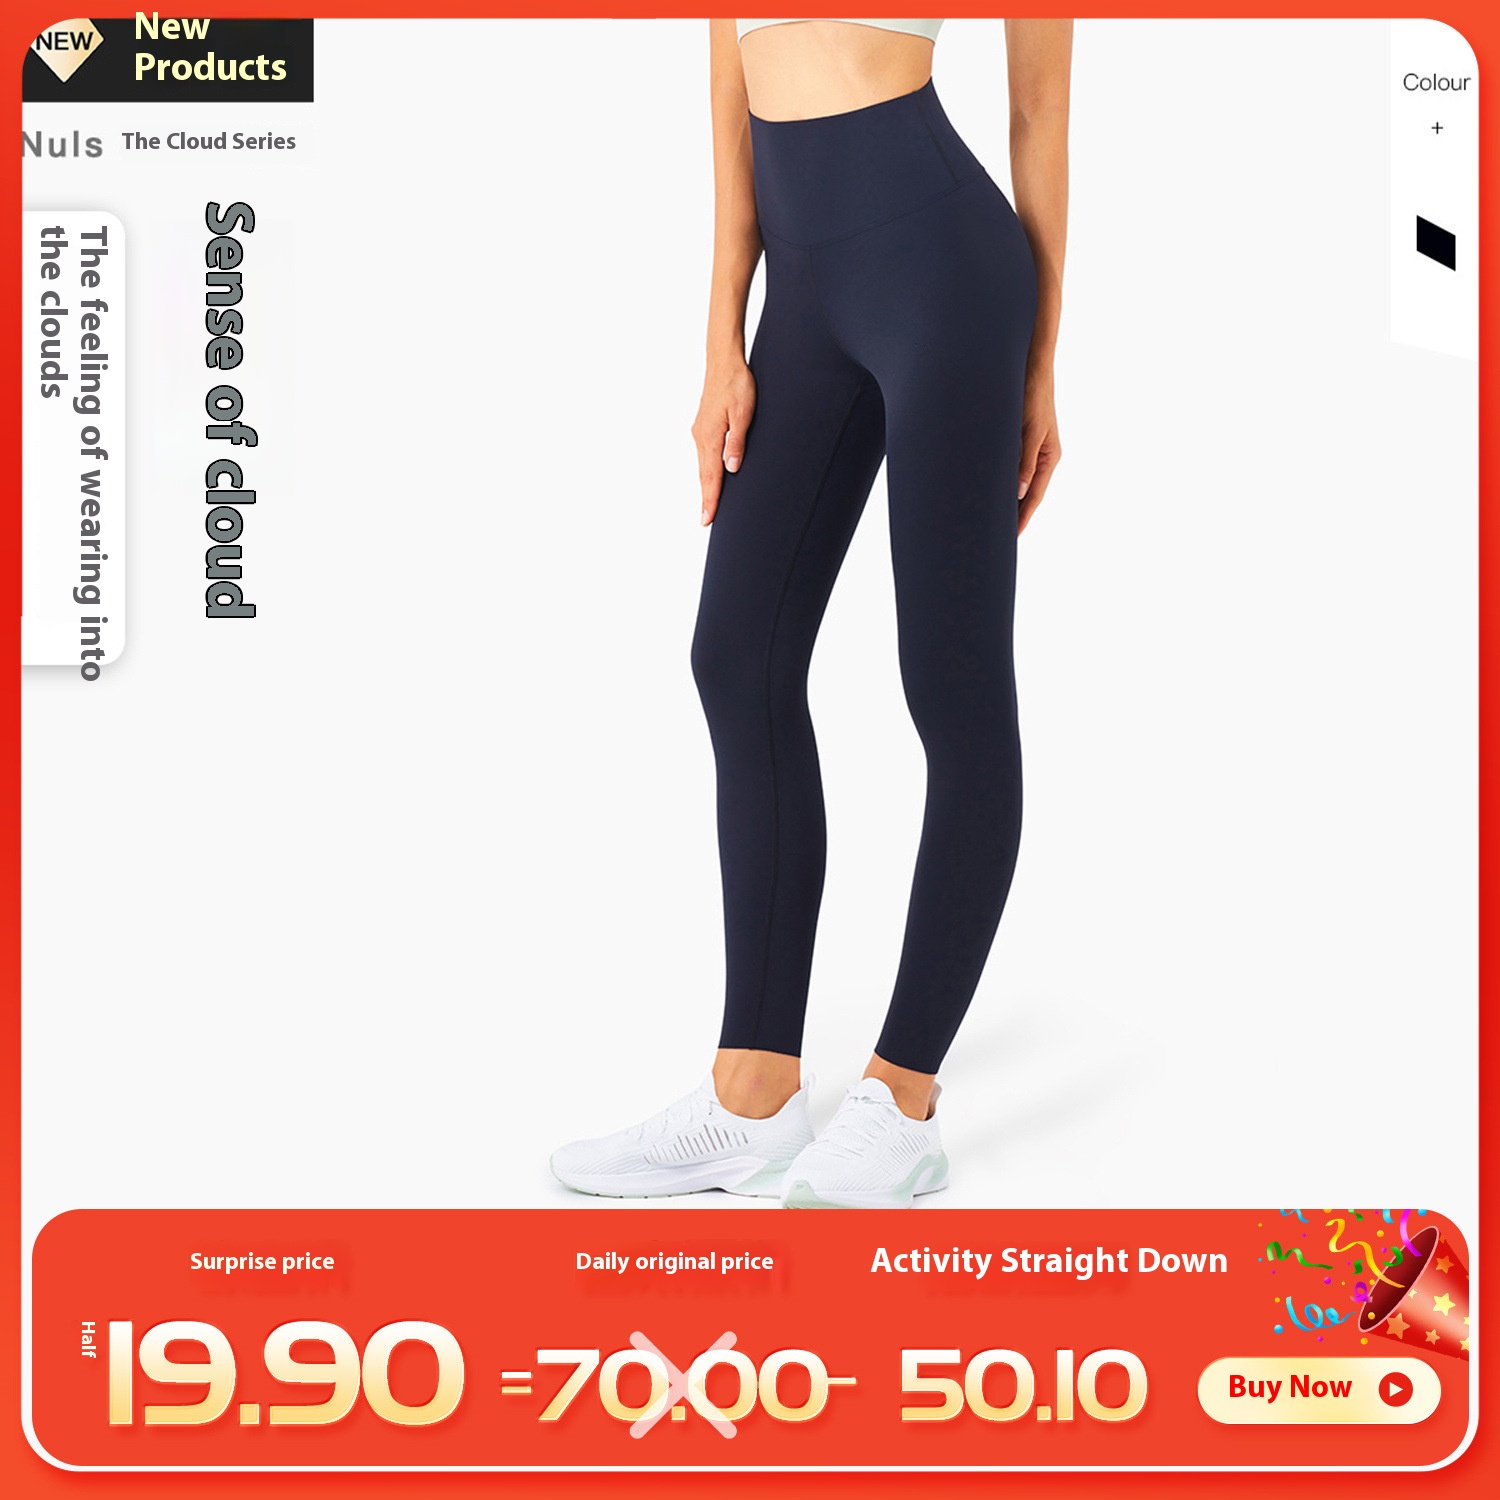 NEW
New
Products
Nuls The Cloud Series
The feeling of wearing into
the clouds
Sense of cloud
Colour
+
Surprise price
Daily original price
Activity Straight Down
Half
19.90
=70.00-
50.10
Buy Now